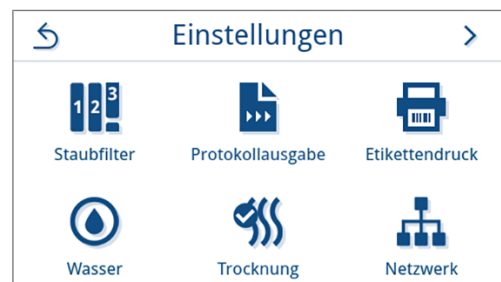 Einstellungen
1 2 3
Staubfilter Protokollausgabe Etikettendruck
Wasser Trocknung Netzwerk